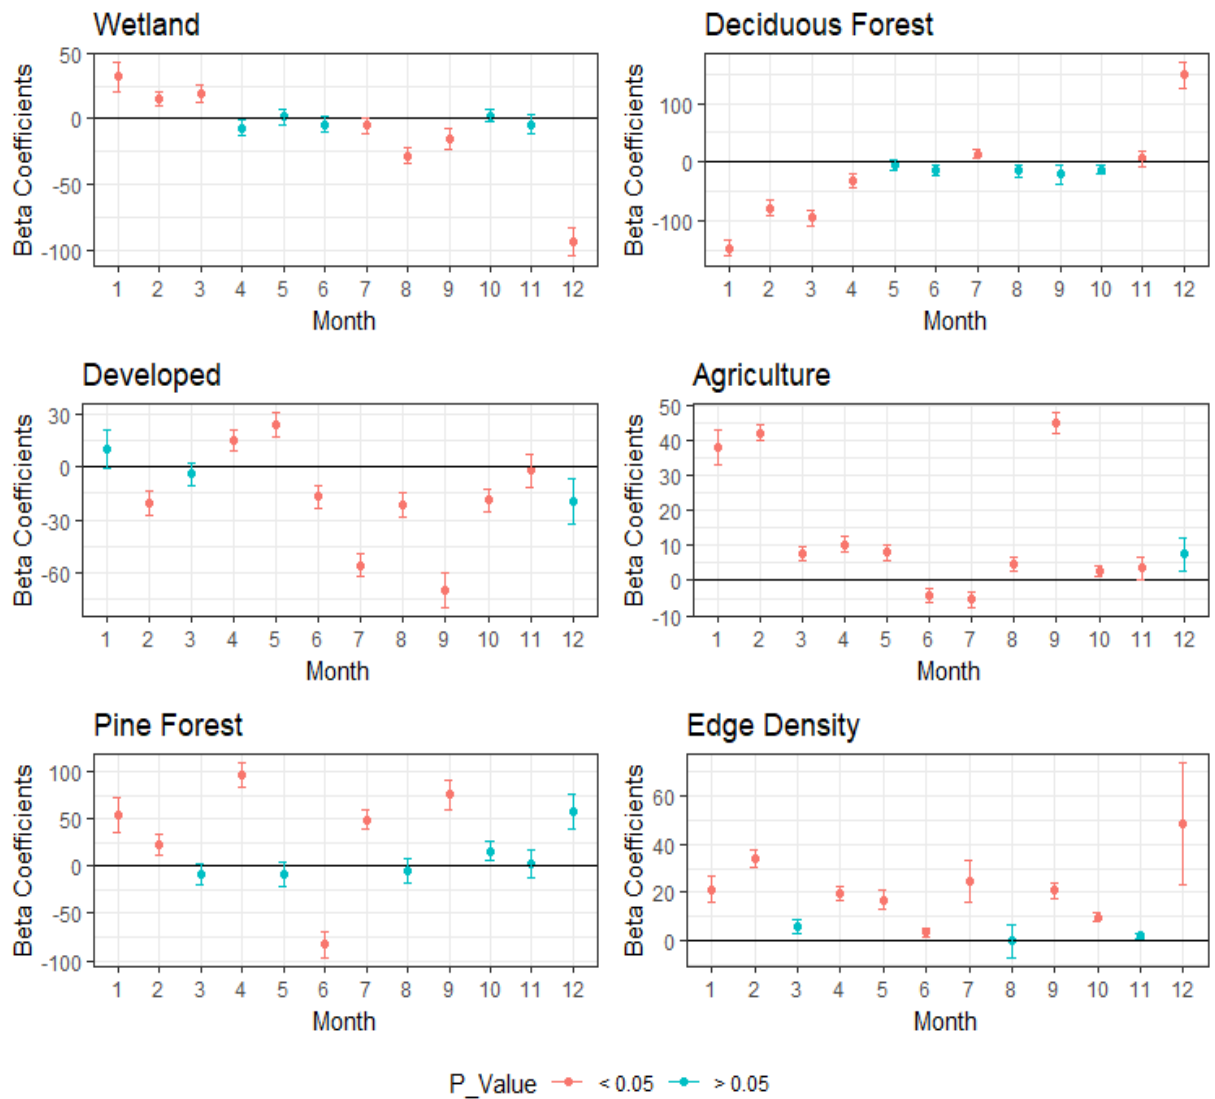 Wetland
Beta Coefficients
50
0
-50
-100
1 2 3 4 5 6 7 8 9 10 11 12
Month
Deciduous Forest
Beta Coefficients
100
0
-100
1 2 3 4 5 6 7 8 9 10 11 12
Month
Developed
Beta Coefficients
30
0
-30
-60
1 2 3 4 5 6 7 8 9 10 11 12
Month
Agriculture
Beta Coefficients
50
40
30
20
10
0
-10
1 2 3 4 5 6 7 8 9 10 11 12
Month
Pine Forest
Beta Coefficients
100
50
0
-50
-100
1 2 3 4 5 6 7 8 9 10 11 12
Month
Edge Density
Beta Coefficients
60
40
20
0
1 2 3 4 5 6 7 8 9 10 11 12
Month
P_Value < 0.05 > 0.05